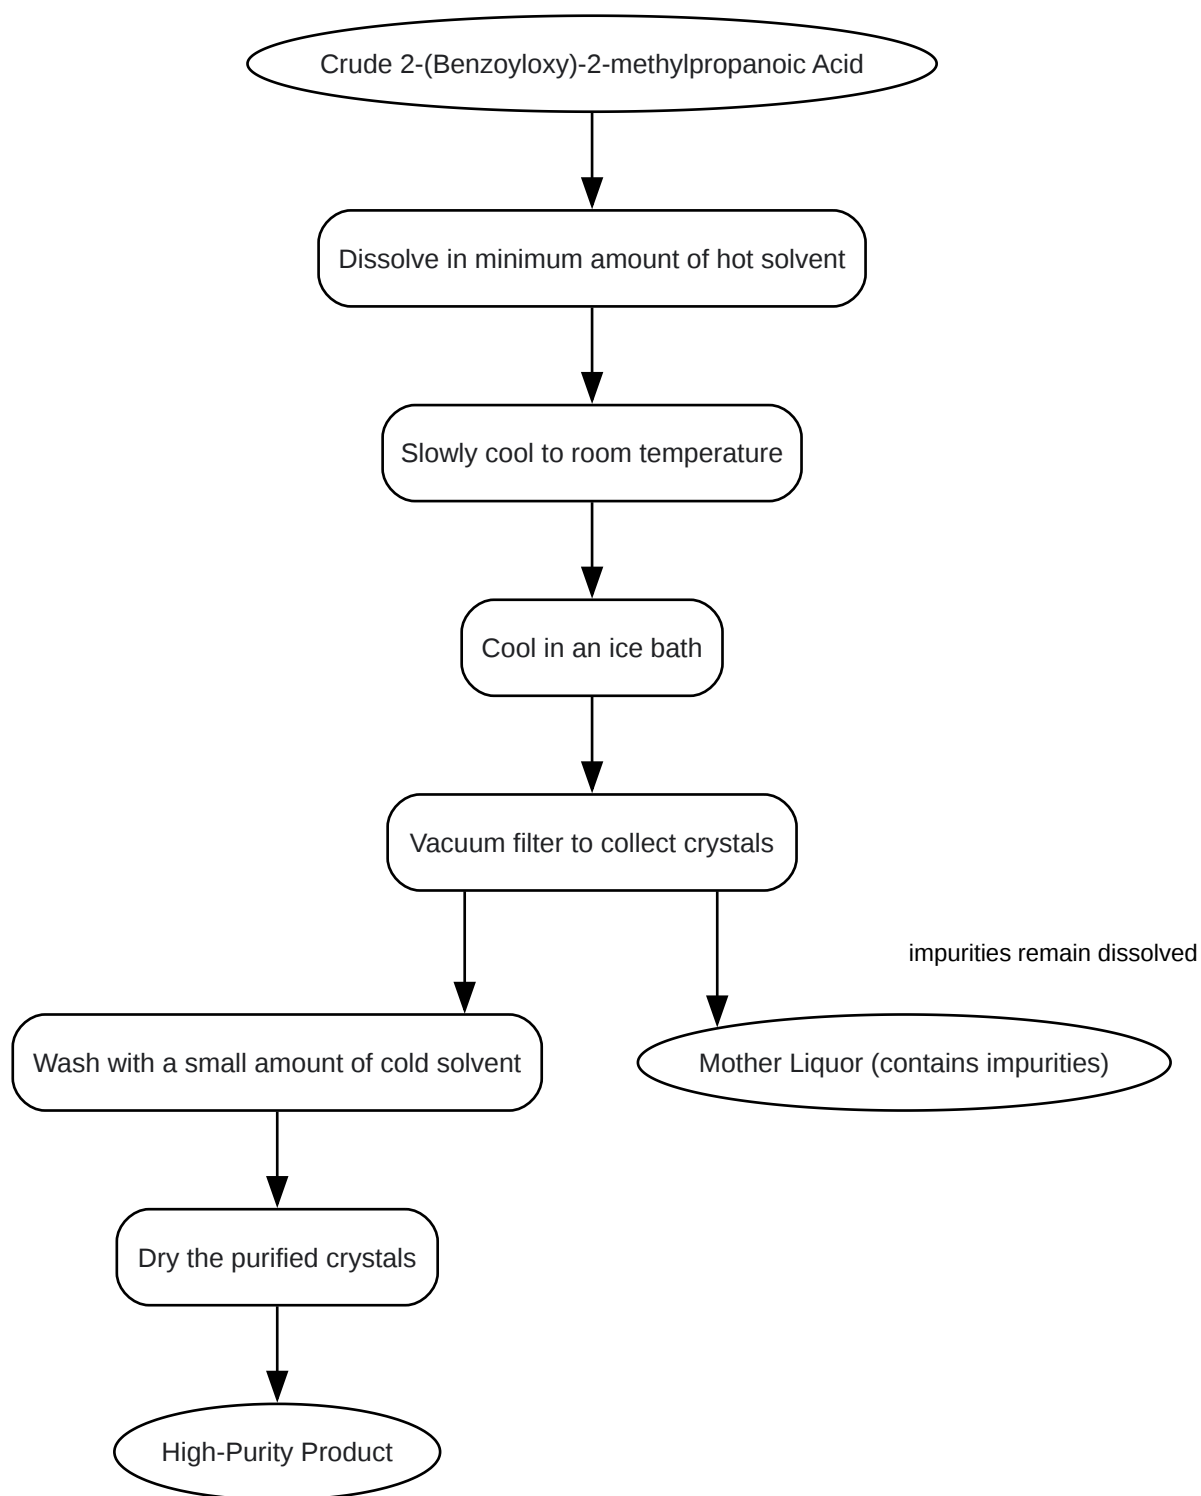 Crude 2-(Benzoyloxy)-2-methylpropanoic Acid
Dissolve in minimum amount of hot solvent
Slowly cool to room temperature
Cool in an ice bath
Vacuum filter to collect crystals
impurities remain dissolved
Wash with a small amount of cold solvent
Mother Liquor (contains impurities)
Dry the purified crystals
High-Purity Product